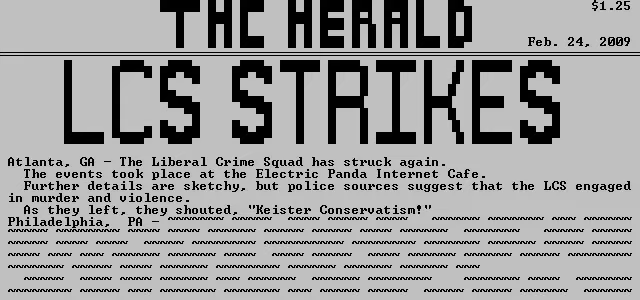 $1.25
THE HERALD
Feb. 24, 2009
LCS STRIKES
Atlanta, GA - The Liberal Crime Squad has struck again.
The events took place at the Electric Panda Internet Cafe.
Further details are sketchy, but police sources suggest that the LCS engaged
in murder and violence.
As they left, they shouted, "Keister Conservatism!"
Philadelphia, PA -